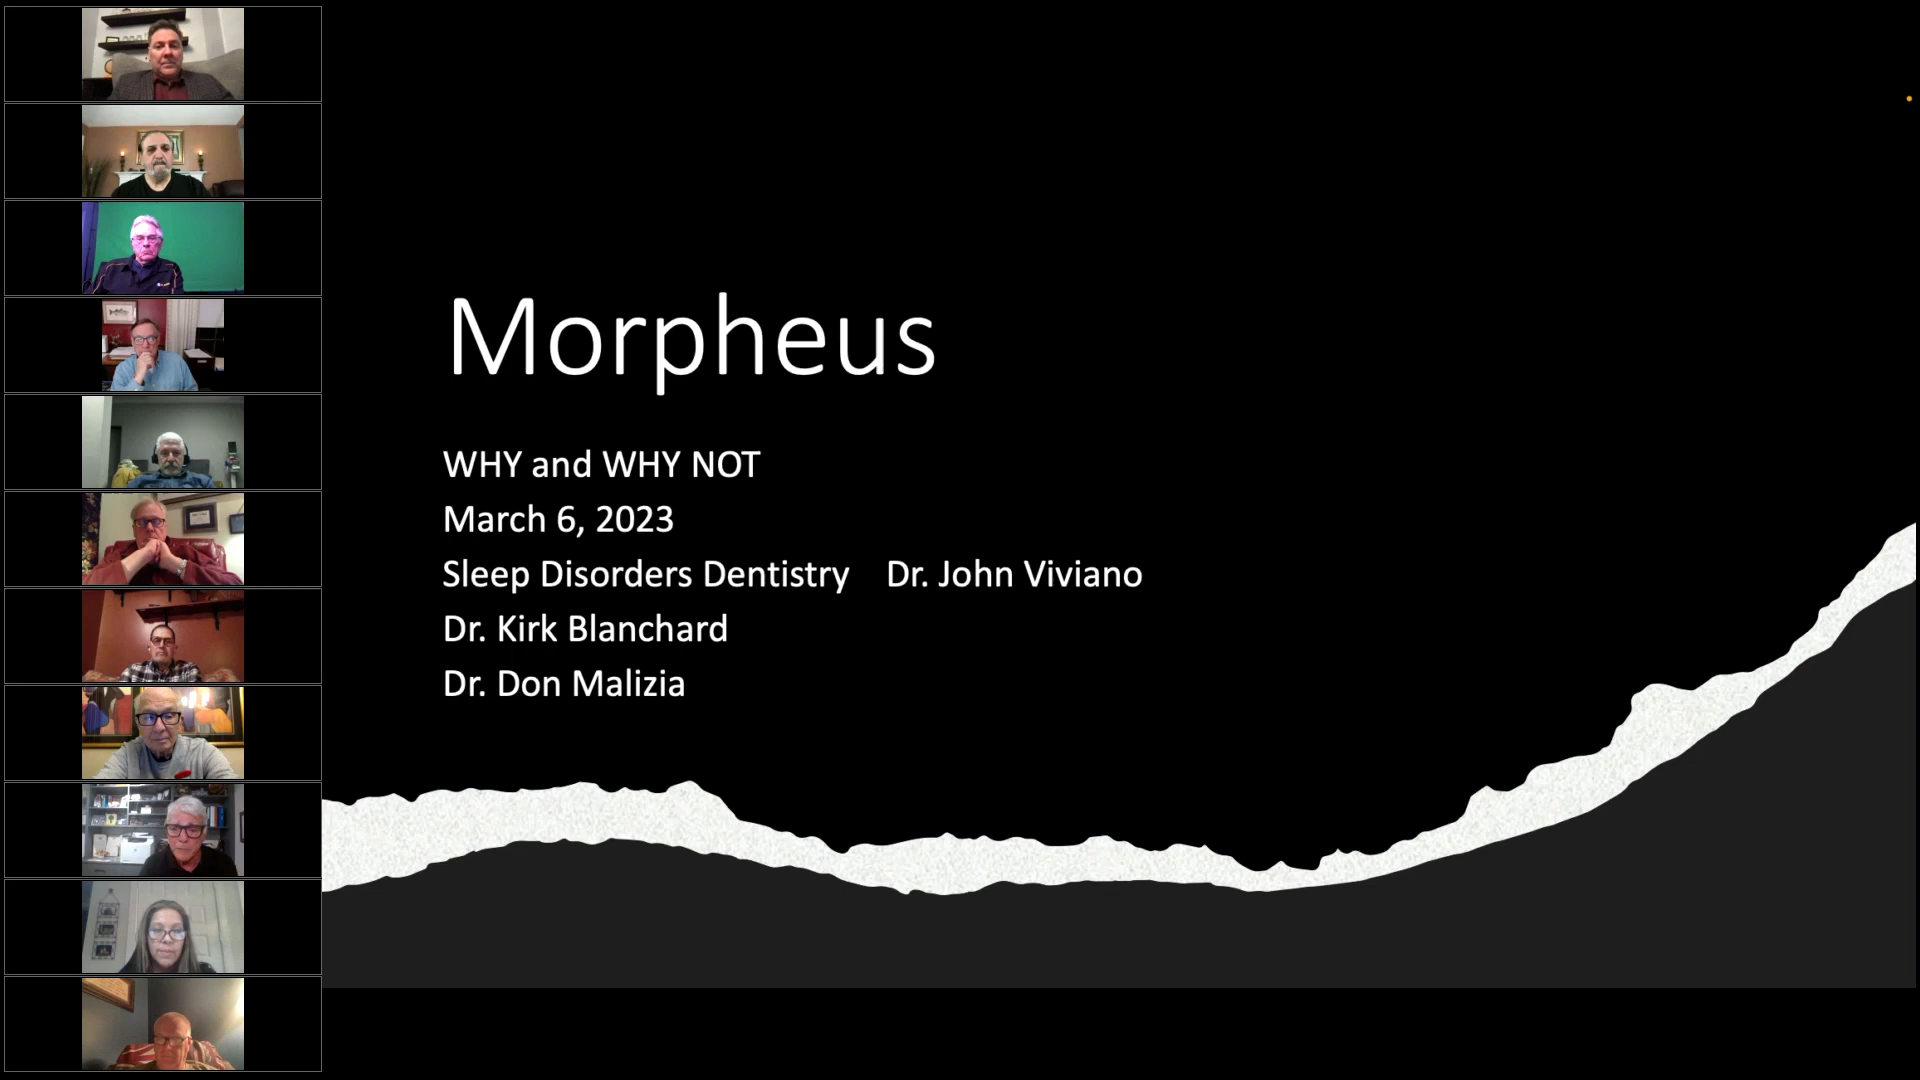 Morpheus
WHY and WHY NOT
March 6, 2023
Sleep Disorders Dentistry    Dr. John Viviano
Dr. Kirk Blanchard
Dr. Don Malizia